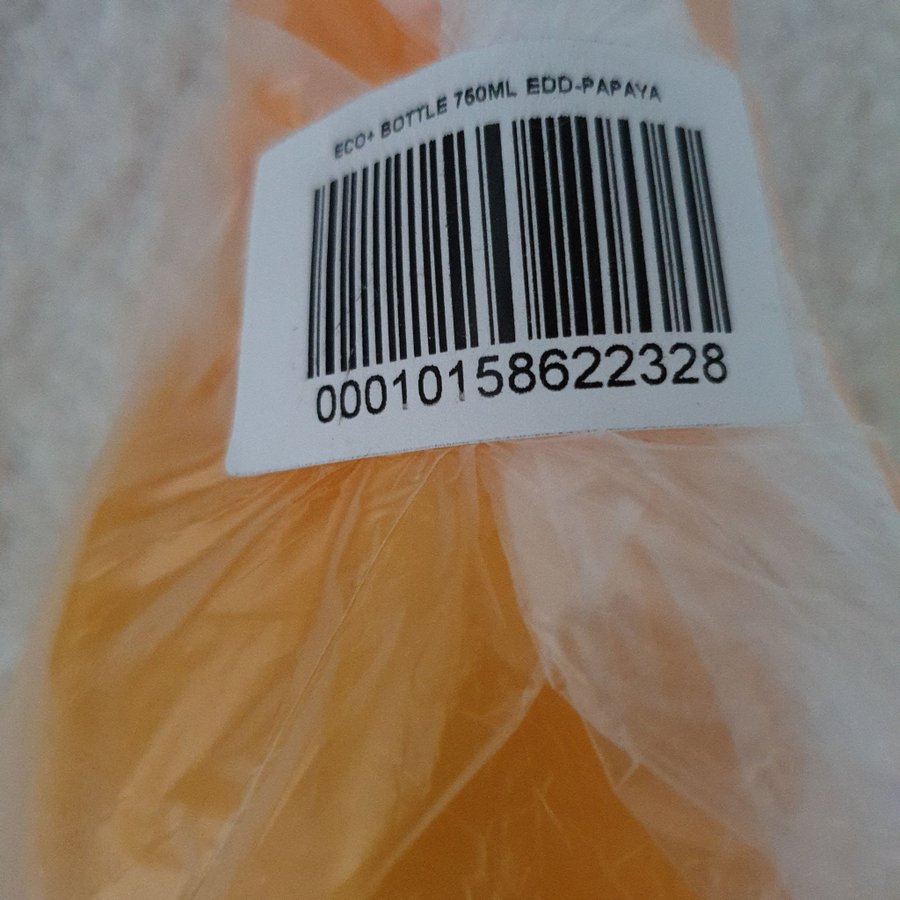 ECO+ BOTTLE 750ML EDD-PAPAYA
00010158622328